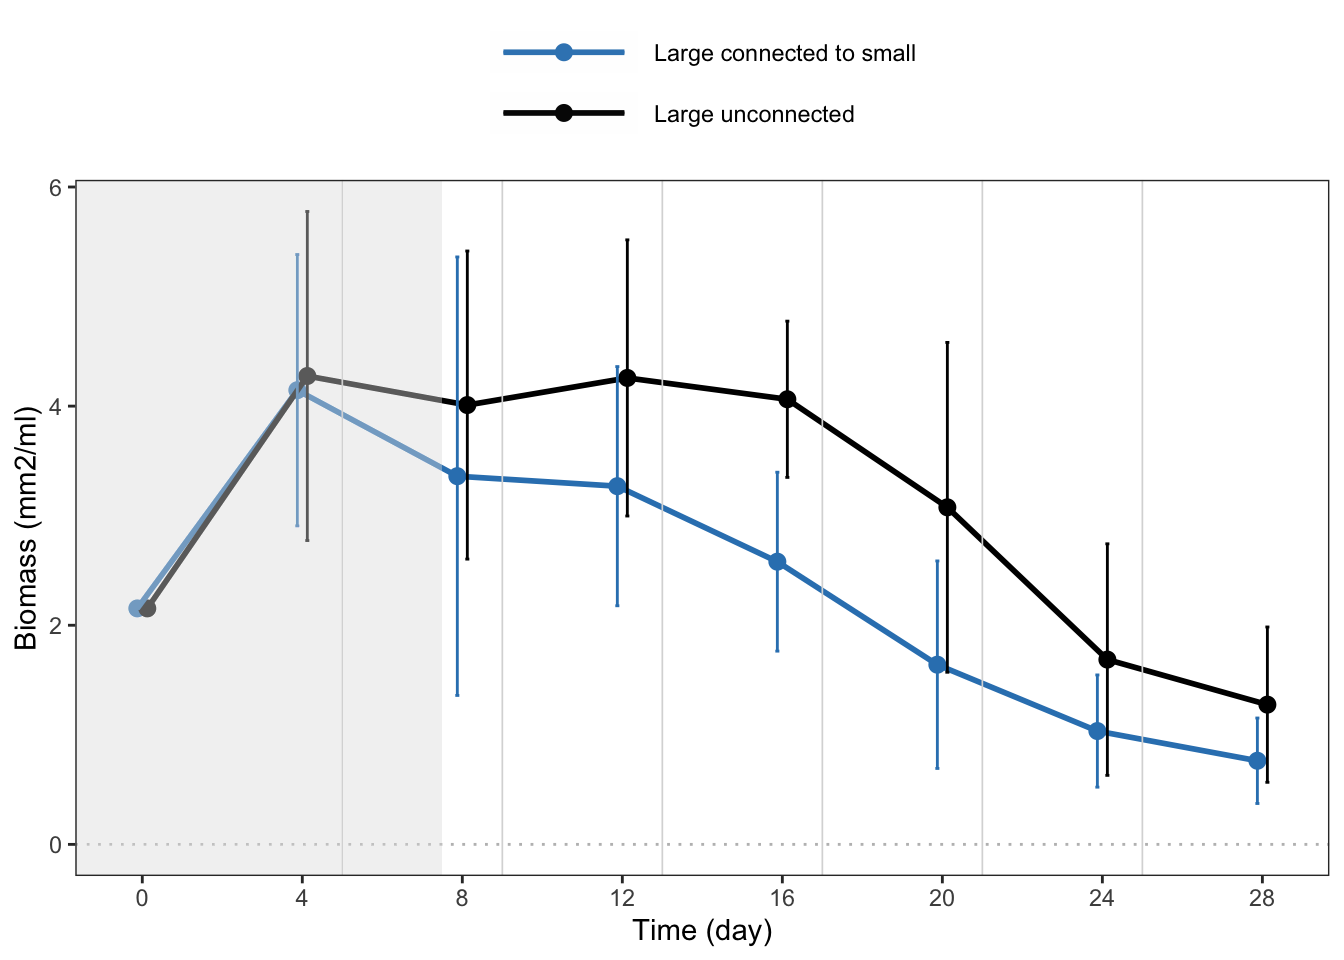 Large connected to small
Large unconnected
6
4
2
0
Biomass (mm2/ml)
0 4 8 12 16 20 24 28
Time (day)